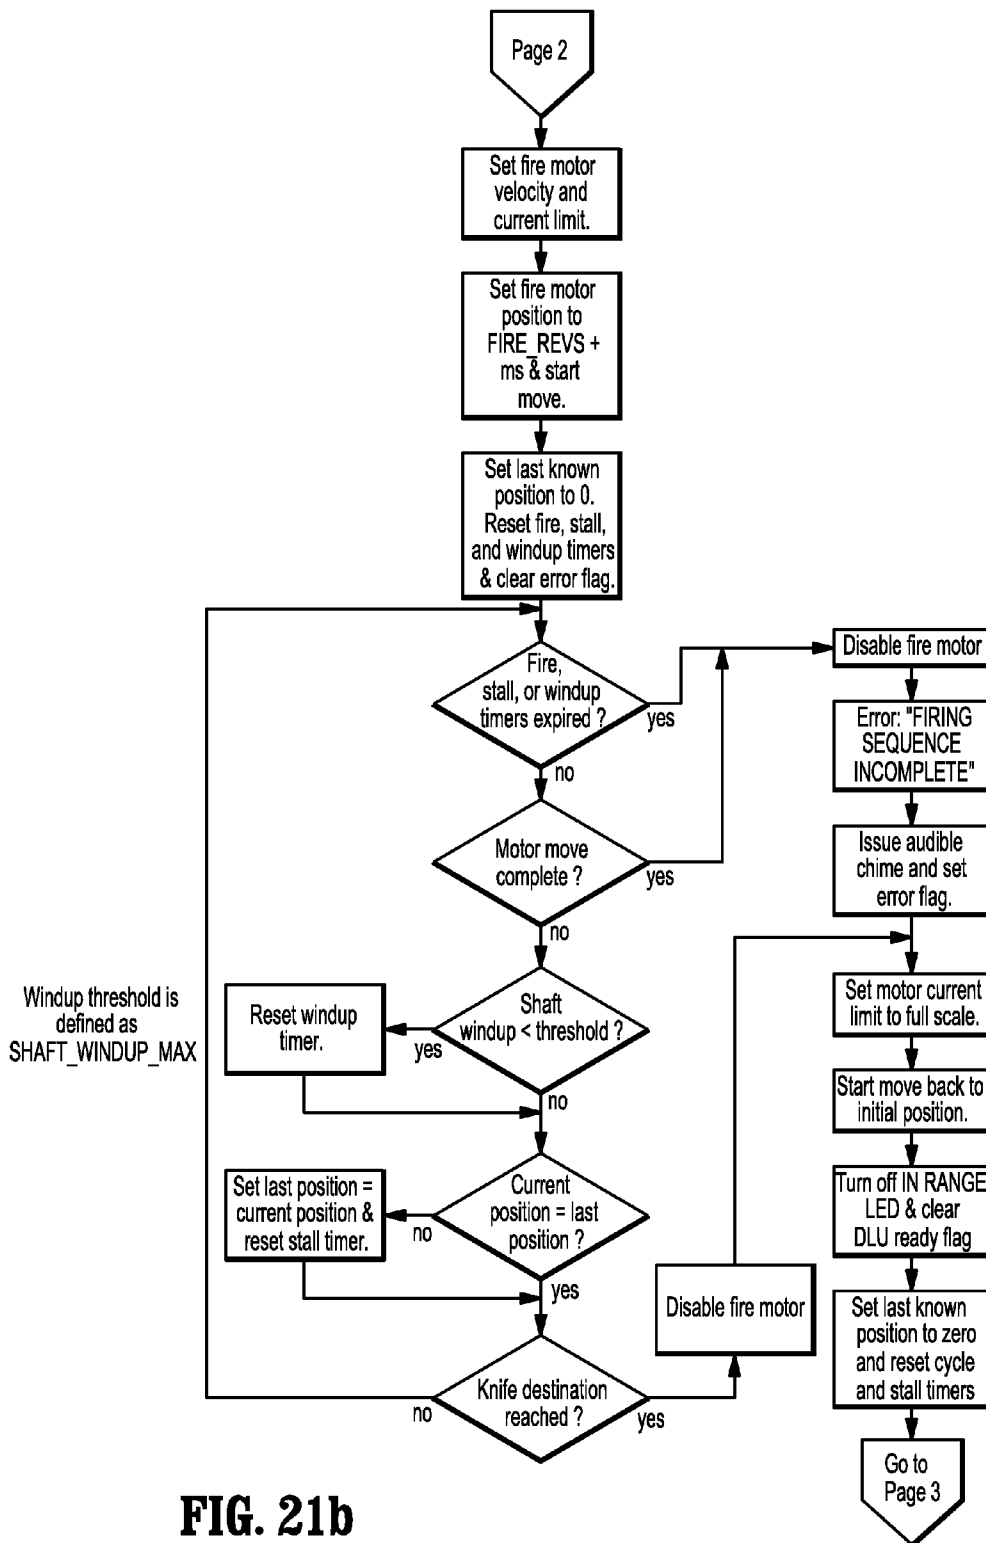 Page 2
Set fire motor
velocity and
current limit.
Set fire motor
position to
FIRE_REVS +
ms & start
move.
Set last known
position to 0.
Reset fire, stall,
and windup timers
& clear error flag.
Fire,
stall, or windup
timers expired ?
yes
no
Motor move
complete ?
yes
no
Shaft
windup < threshold ?
yes
no
Reset windup
timer.
Windup threshold is
defined as
SHAFT_WINDUP_MAX
Current
position = last
position ?
no
yes
Set last position =
current position &
reset stall timer.
Knife destination
reached ?
no
yes
Disable fire motor
Disable fire motor
Error: "FIRING
SEQUENCE
INCOMPLETE"
Issue audible
chime and set
error flag.
Set motor current
limit to full scale.
Start move back to
initial position.
Turn off IN RANGE
LED & clear
DLU ready flag
Set last known
position to zero
and reset cycle
and stall timers
Go to
Page 3
FIG. 21b